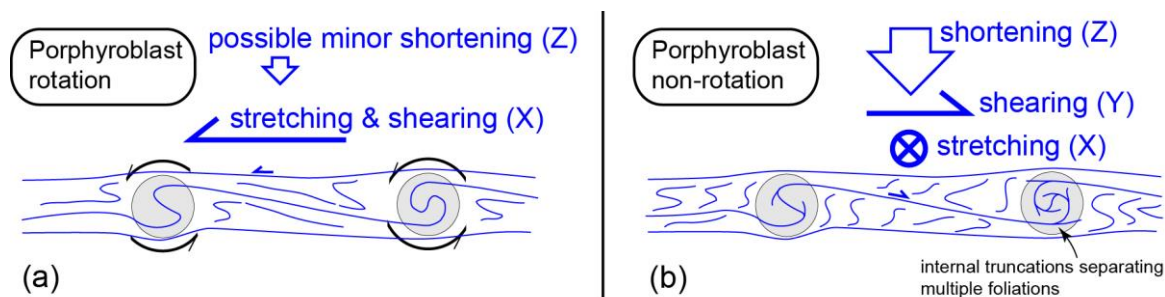 Porphyroblast
rotation
possible minor shortening (Z)
stretching & shearing (X)
(a)
Porphyroblast
non-rotation
shortening (Z)
shearing (Y)
stretching (X)
internal truncations separating
multiple foliations
(b)